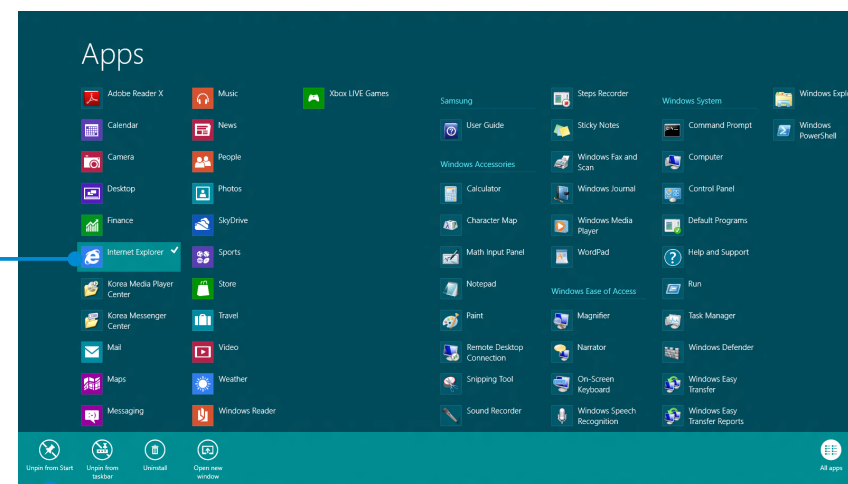 Apps
Adobe Reader X
Calendar
Camera
Desktop
Finance
Internet Explorer
Korea Media Player
Center
Korea Messenger
Center
Mail
Maps
Messaging
Music
News
People
Photos
SkyDrive
Sports
Store
Travel
Video
Weather
Windows Reader
Xbox LIVE Games
Samsung
User Guide
Windows Accessories
Calculator
Character Map
Math Input Panel
Notepad
Paint
Remote Desktop
Connection
Snipping Tool
Sound Recorder
Steps Recorder
Sticky Notes
Windows Fax and
Scan
Windows Journal
Windows Media
Player
WordPad
Windows Ease of Access
Magnifier
Narrator
On-Screen
Keyboard
Windows Speech
Recognition
Windows System
Command Prompt
Computer
Control Panel
Default Programs
Help and Support
Run
Task Manager
Windows Defender
Windows Easy
Transfer
Windows Easy
Transfer Reports
Windows Expl
Windows
PowerShell
Unpin from Start
Unpin from
taskbar
Uninstall
Open new
window
All apps